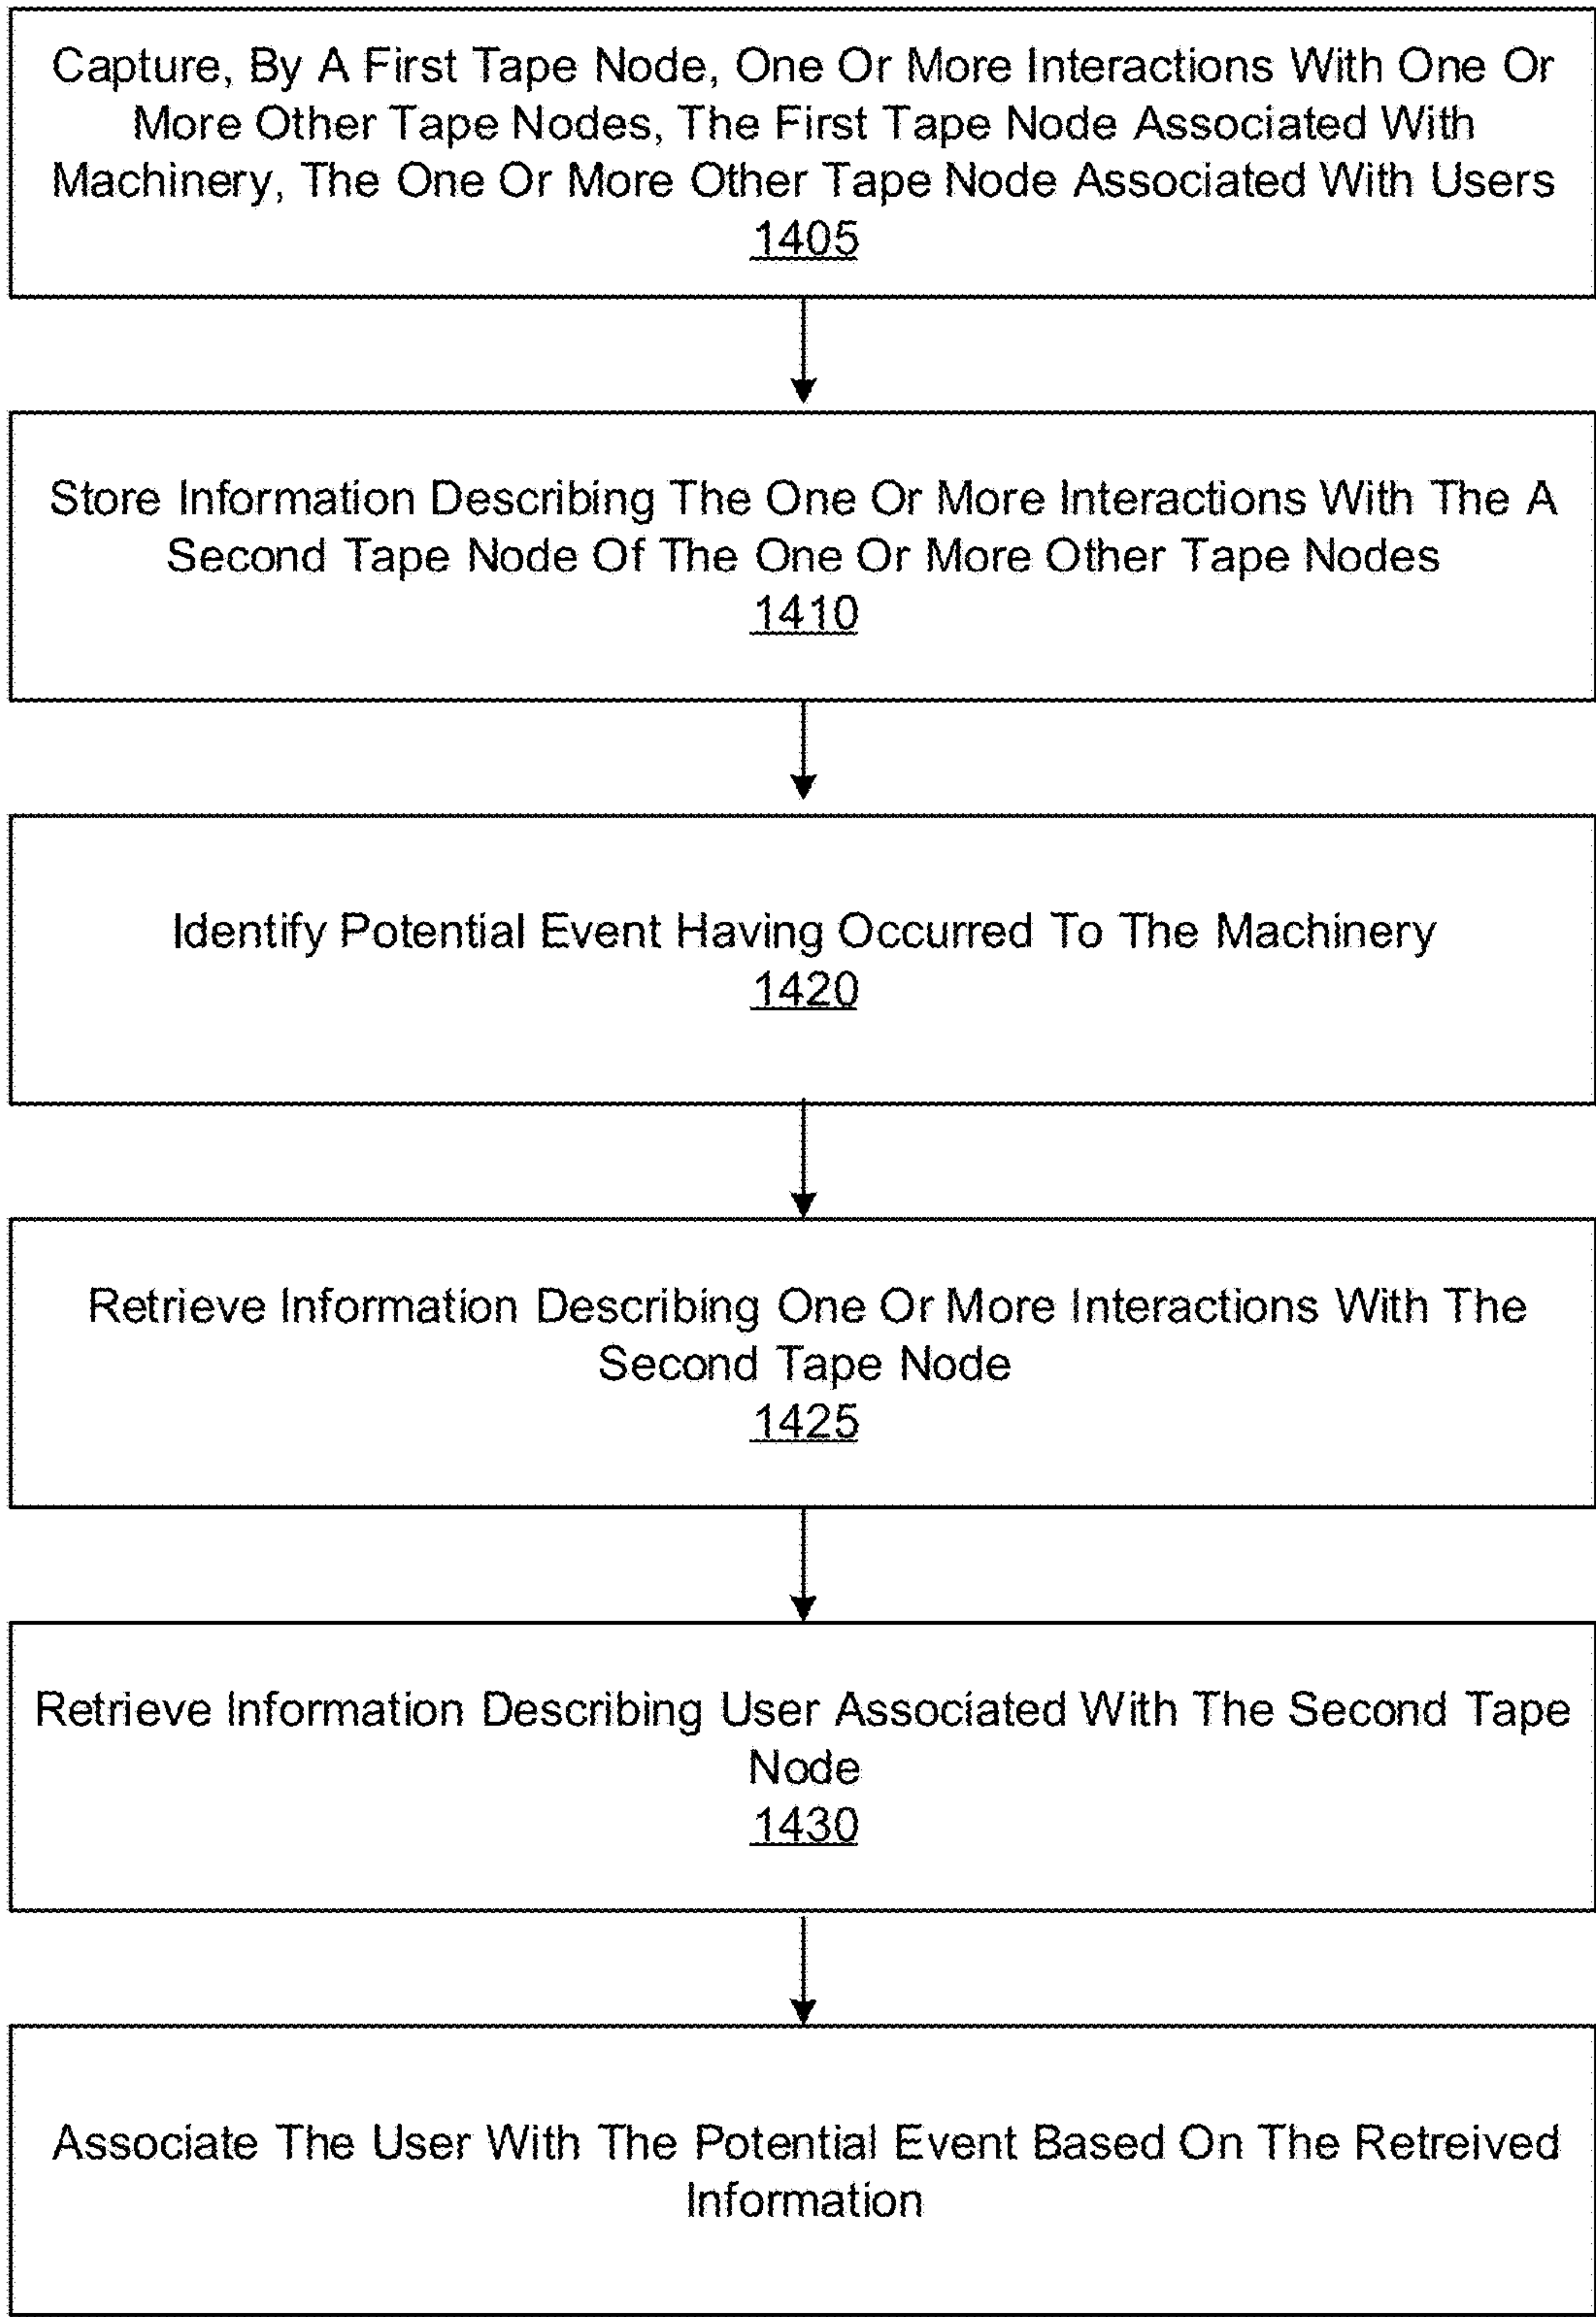 Capture, By A First Tape Node, One Or More Interactions With One Or
More Other Tape Nodes, The First Tape Node Associated With
Machinery, The One Or More Other Tape Node Associated With Users
1405
Store Information Describing The One Or More Interactions With The A
Second Tape Node Of The One Or More Other Tape Nodes
1410
Identify Potential Event Having Occurred To The Machinery
1420
Retrieve Information Describing One Or More Interactions With The
Second Tape Node
1425
Retrieve Information Describing User Associated With The Second Tape
Node
1430
Associate The User With The Potential Event Based On The Retreived
Information